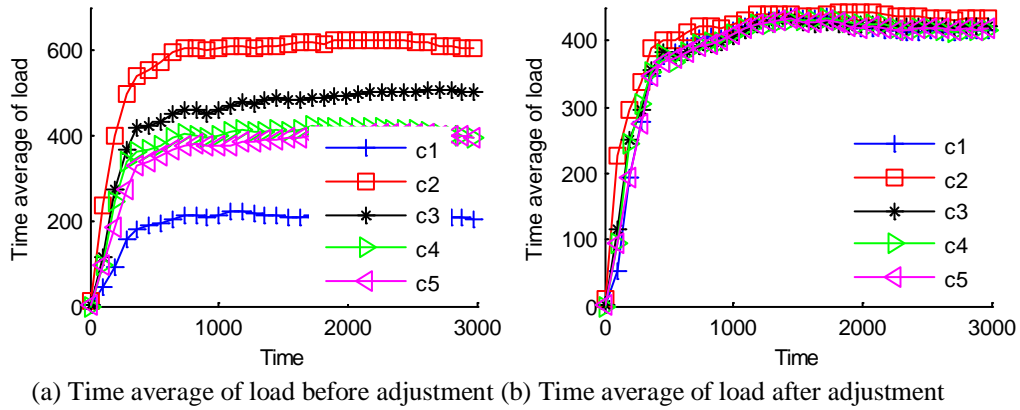 Time average of load
600
400
200
0
0
1000
2000
3000
Time
c1
c2
c3
c4
c5
Time average of load
400
300
200
100
0
0
1000
2000
3000
Time
c1
c2
c3
c4
c5
(a) Time average of load before adjustment (b) Time average of load after adjustment